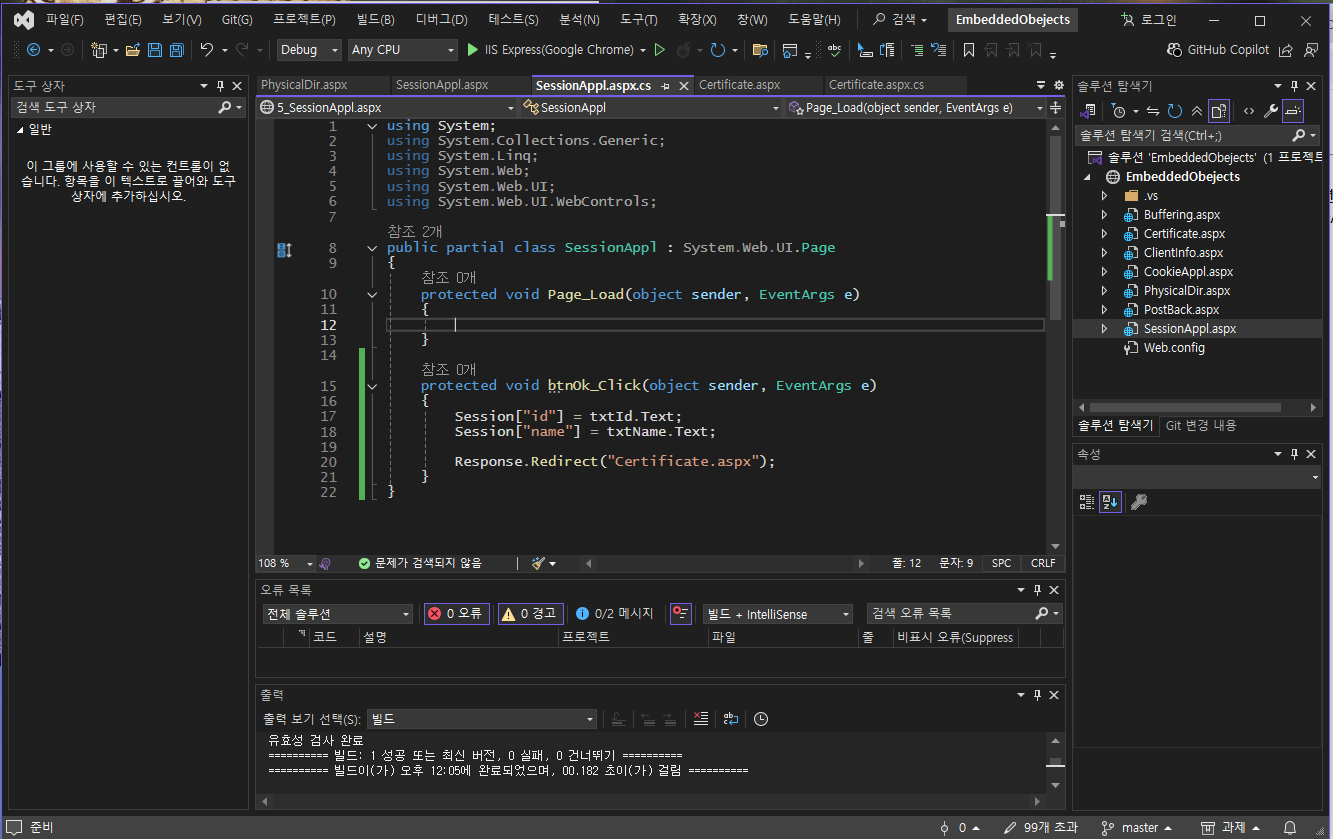 파일(F) 편집(E) 보기(V) Git(G) 프로젝트(P) 빌드(B) 디버그(D) 테스트(S) 분석(N) 도구(T) 확장(X) 창(W) 도움말(H) 검색 EmbeddedObejects 로그인
Debug Any CPU IIS Express(Google Chrome) GitHub Copilot
도구 상자
검색 도구 상자
일반
이 그룹에 사용할 수 있는 컨트롤이 없
습니다. 항목을 이 텍스트로 끌어와 도구
상자에 추가하십시오.
PhysicalDir.aspx SessionAppl.aspx SessionAppl.aspx.cs Certificate.aspx Certificate.aspx.cs
5_SessionAppl.aspx SessionAppl Page_Load(object sender, EventArgs e)
1 using System;
2 using System.Collections.Generic;
3 using System.Linq;
4 using System.Web;
5 using System.Web.UI;
6 using System.Web.UI.WebControls;
7
참조 2개
8 public partial class SessionAppl : System.Web.UI.Page
9 {
참조 0개
10 protected void Page_Load(object sender, EventArgs e)
11 {
12
13 }
14
참조 0개
15 protected void btnOk_Click(object sender, EventArgs e)
16 {
17 Session["id"] = txtId.Text;
18 Session["name"] = txtName.Text;
19
20 Response.Redirect("Certificate.aspx");
21 }
22 }
108 % 문제가 검색되지 않음 줄: 12 문자: 9 SPC CRLF
오류 목록
전체 솔루션 0 오류 0 경고 0/2 메시지 빌드 + IntelliSense 검색 오류 목록
코드 설명 프로젝트 파일 줄 비표시 오류(Suppress
출력
출력 보기 선택(S): 빌드
유효성 검사 완료
========== 빌드: 1 성공 또는 최신 버전, 0 실패, 0 건너뛰기 ==========
========== 빌드이(가) 오후 12:05에 완료되었으며, 00.182 초이(가) 걸림 ==========
솔루션 탐색기
솔루션 탐색기 검색(Ctrl+;)
솔루션 'EmbeddedObejects' (1 프로젝트
EmbeddedObejects
.vs
Buffering.aspx
Certificate.aspx
ClientInfo.aspx
CookieAppl.aspx
PhysicalDir.aspx
PostBack.aspx
SessionAppl.aspx
Web.config
솔루션 탐색기 Git 변경 내용
속성
준비 0 99개 초과 master 과제